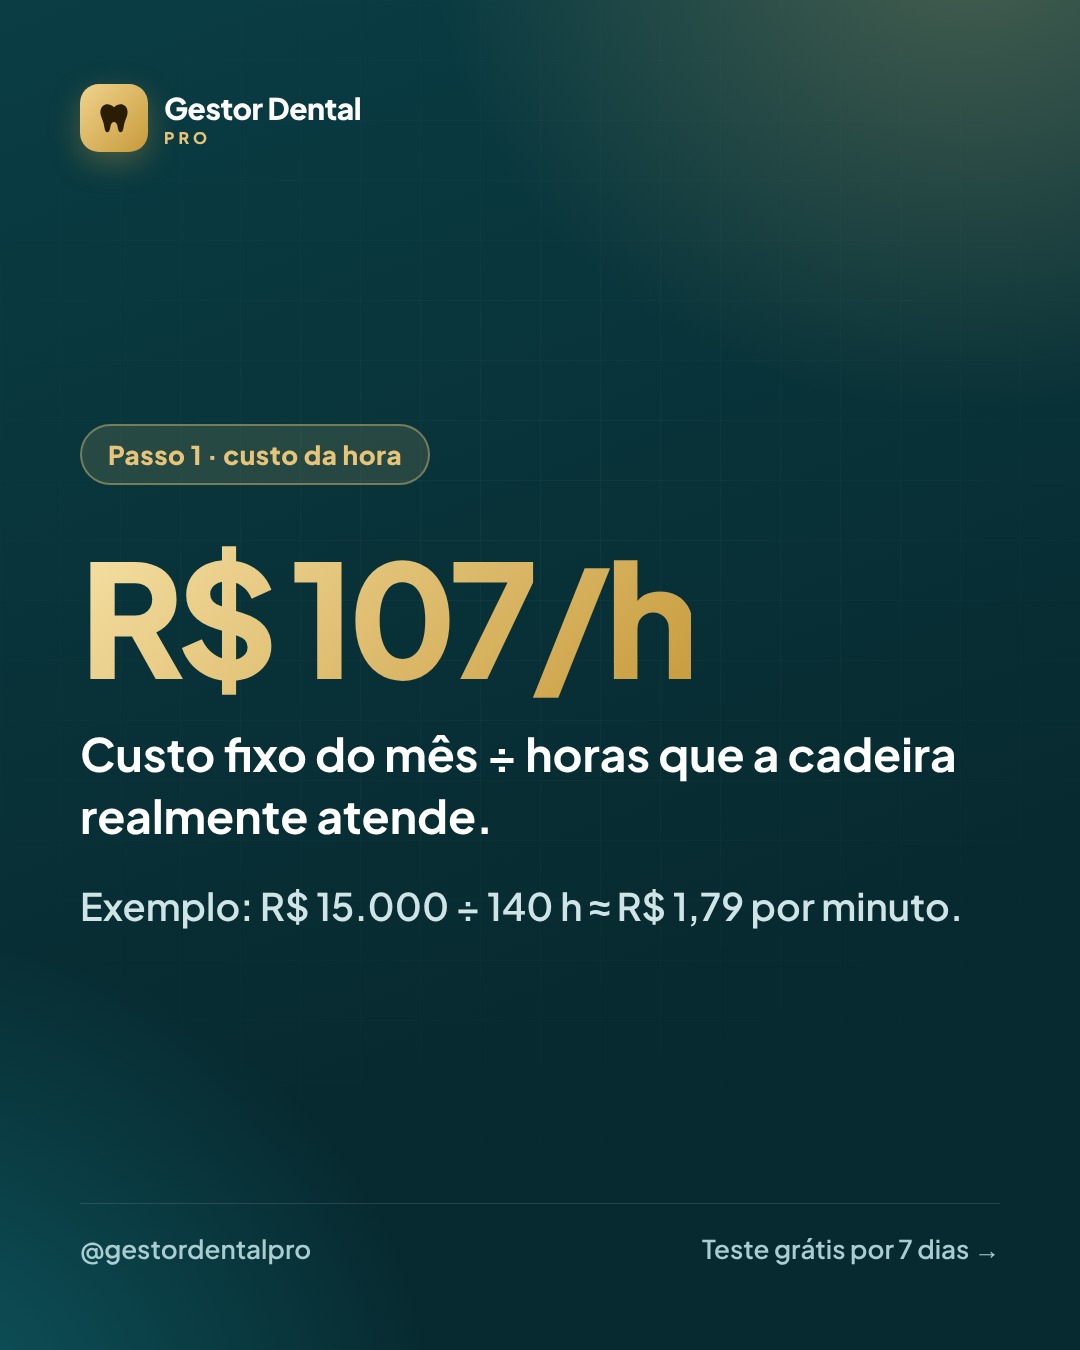 Gestor Dental
PRO
Passo 1 · custo da hora
R$ 107/h
Custo fixo do mês ÷ horas que a cadeira
realmente atende.
Exemplo: R$ 15.000 ÷ 140 h ≈ R$ 1,79 por minuto.
@gestordentalpro
Teste grátis por 7 dias →